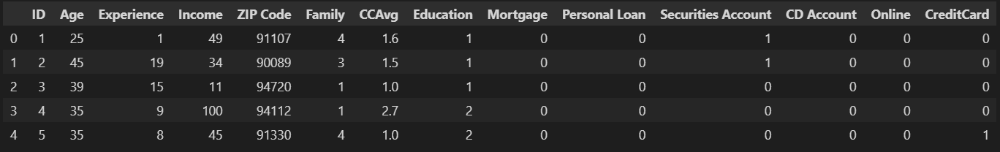 ID Age Experience Income ZIP Code Family CCAvg Education Mortgage Personal Loan Securities Account CD Account Online CreditCard
0 1 25 1 49 91107 4 1.6 1 0 0 1 0 0 0
1 2 45 19 34 90089 3 1.5 1 0 0 1 0 0 0
2 3 39 15 11 94720 1 1.0 1 0 0 0 0 0 0
3 4 35 9 100 94112 1 2.7 2 0 0 0 0 0 0
4 5 35 8 45 91330 4 1.0 2 0 0 0 0 0 1